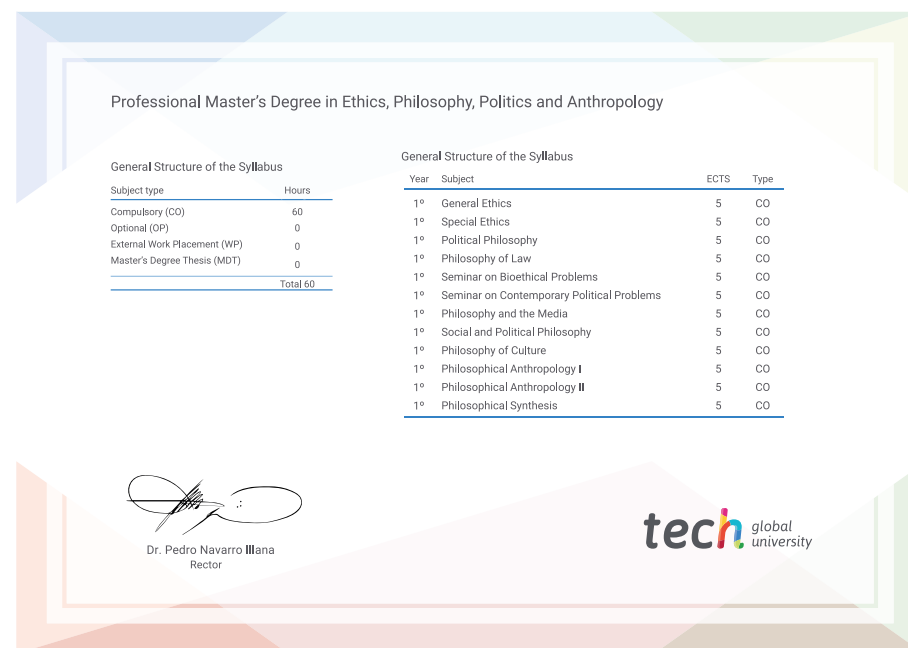 Professional Master's Degree in Ethics, Philosophy, Politics and Anthropology
General Structure of the Syllabus
Subject type Hours
Compulsory (CO) 60
Optional (OP) 0
External Work Placement (WP) 0
Master's Degree Thesis (MDT) 0
Total 60
General Structure of the Syllabus
Year Subject ECTS Type
1º General Ethics 5 CO
1º Special Ethics 5 CO
1º Political Philosophy 5 CO
1º Philosophy of Law 5 CO
1º Seminar on Bioethical Problems 5 CO
1º Seminar on Contemporary Political Problems 5 CO
1º Philosophy and the Media 5 CO
1º Social and Political Philosophy 5 CO
1º Philosophy of Culture 5 CO
1º Philosophical Anthropology I 5 CO
1º Philosophical Anthropology II 5 CO
1º Philosophical Synthesis 5 CO
Dr. Pedro Navarro Illana
Rector
tech global
university